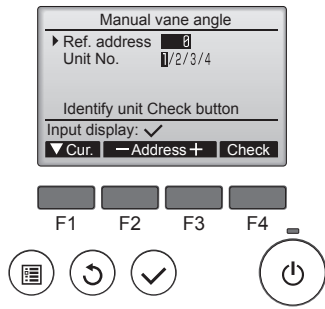 Manual vane angle
▶Ref. address 0
Unit No. 1/2/3/4
Identify unit Check button
Input display: ✓
▼Cur. −Address+ Check
F1 F2 F3 F4